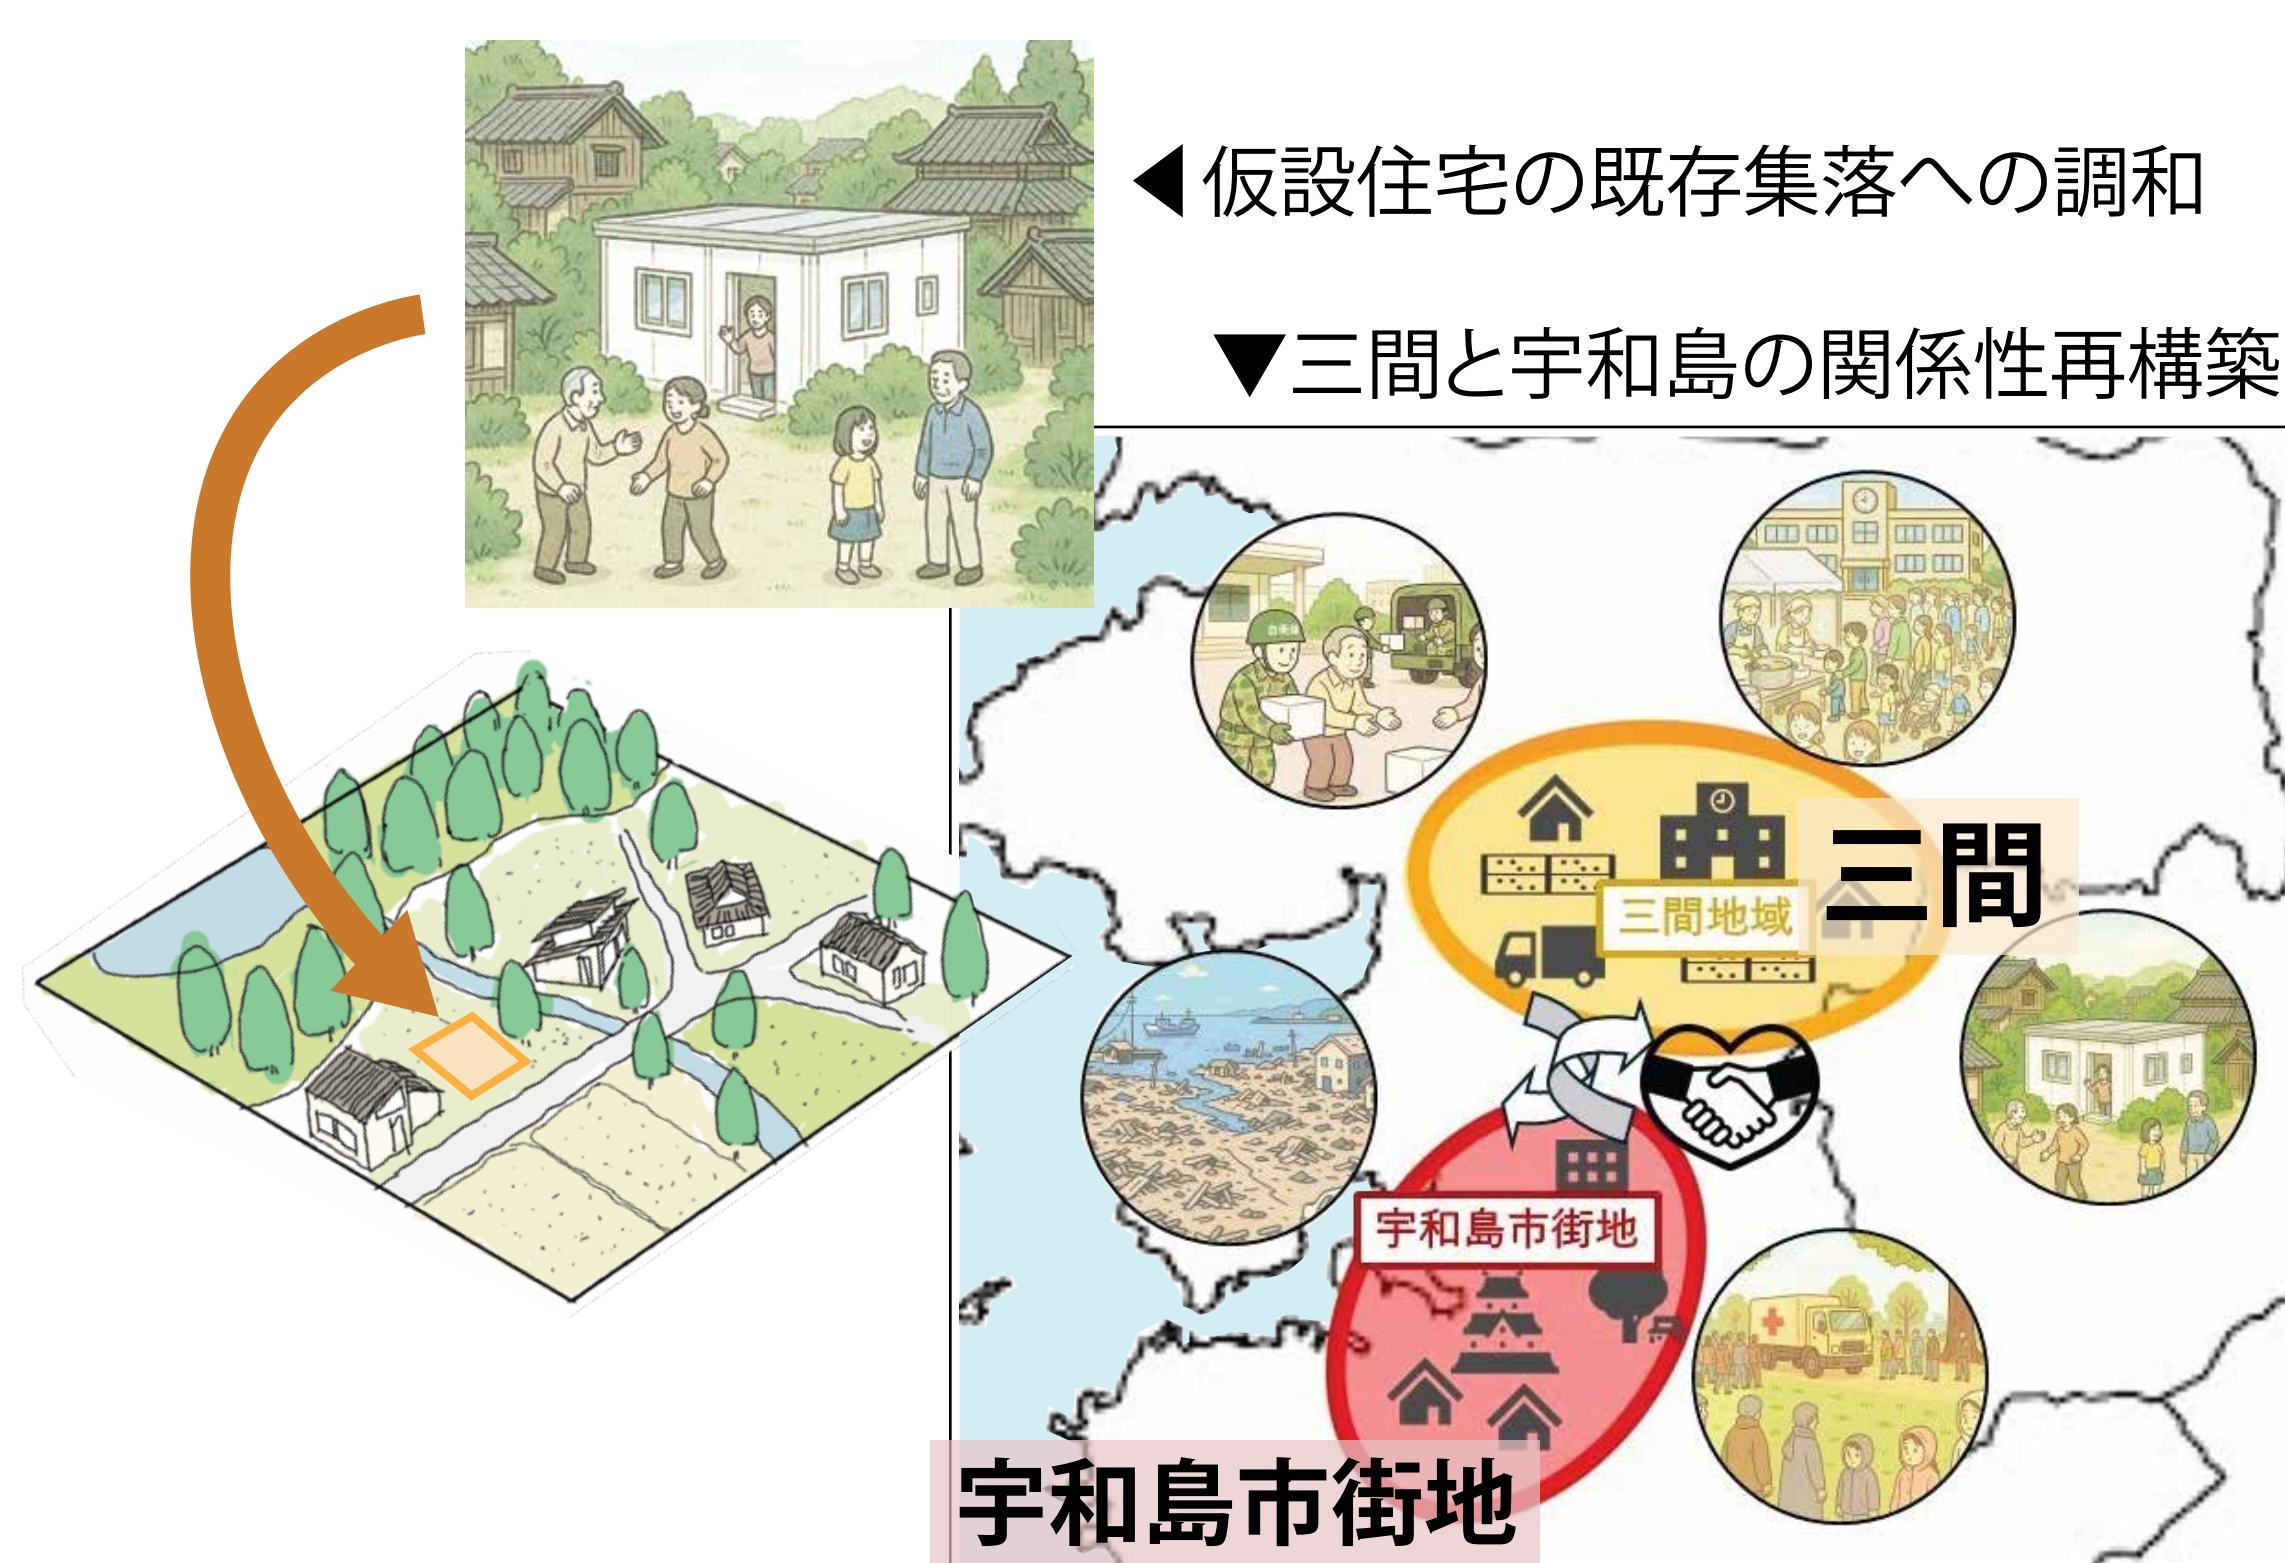 ◀仮設住宅の既存集落への調和
▼三間と宇和島の関係性再構築
三間
三間地域
宇和島市街地
宇和島市街地